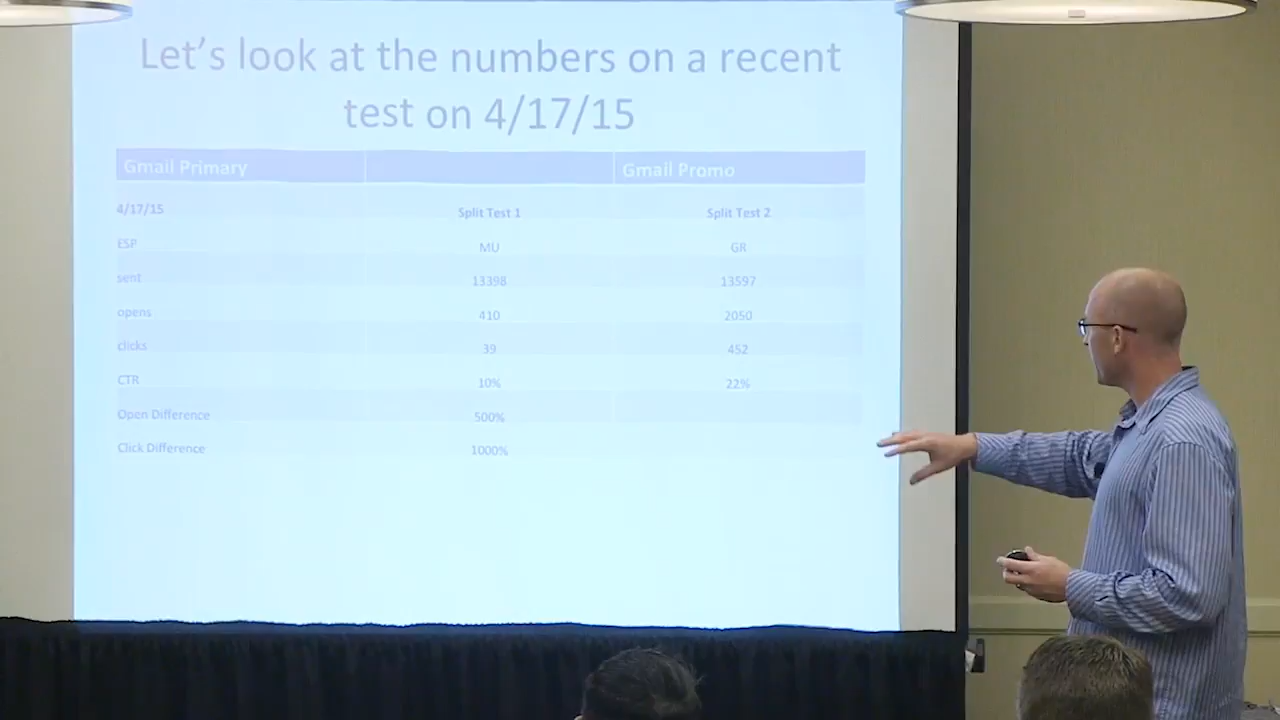 Let's look at the numbers on a recent
test on 4/17/15
Gmail Primary Gmail Promo
4/17/15 Split Test 1 Split Test 2
ESP MU GR
sent 13398 13597
opens 410 2050
clicks 39 452
CTR 10% 22%
Open Difference 500%
Click Difference 1000%